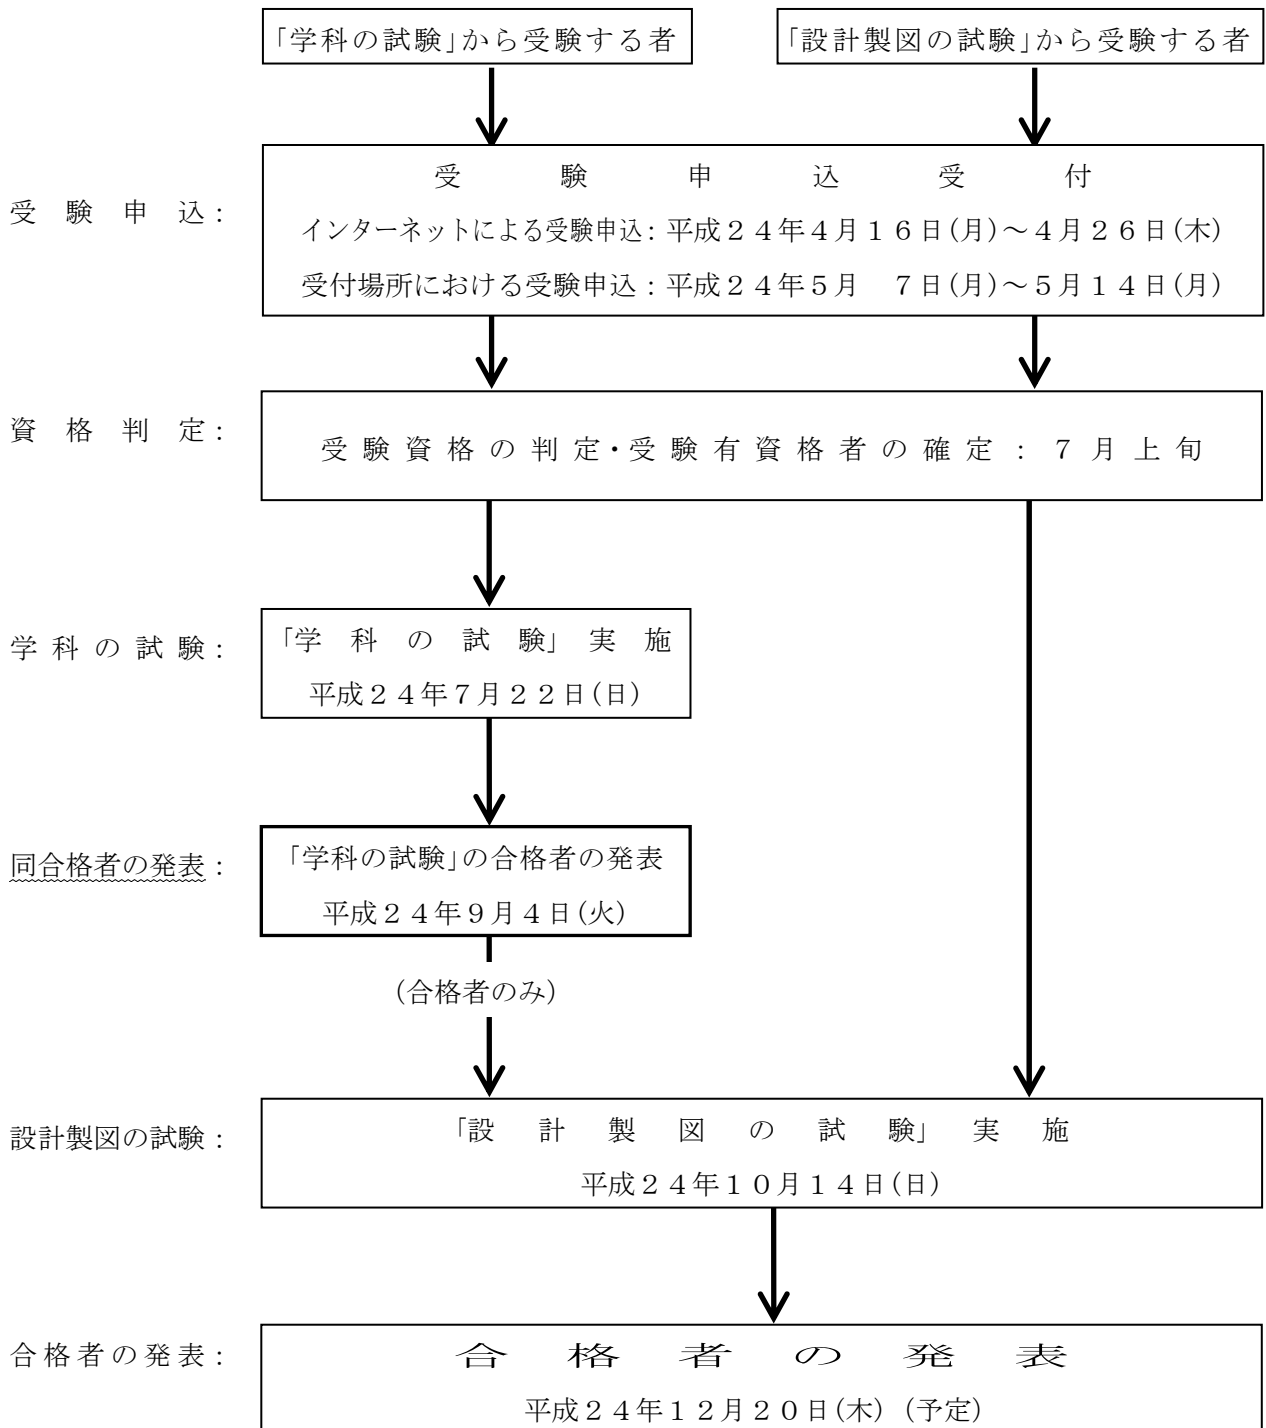 「学科の試験」から受験する者
「設計製図の試験」から受験する者
受験申込：
受験申込受付
インターネットによる受験申込：平成２４年４月１６日(月)～４月２６日(木)
受付場所における受験申込：平成２４年５月　７日(月)～５月１４日(月)
資格判定：
受験資格の判定・受験有資格者の確定：７月上旬
学科の試験：
「学科の試験」実施
平成２４年７月２２日(日)
同合格者の発表：
「学科の試験」の合格者の発表
平成２４年９月４日(火)
(合格者のみ)
設計製図の試験：
「設計製図の試験」実施
平成２４年１０月１４日(日)
合格者の発表：
合格者の発表
平成２４年１２月２０日(木)（予定）